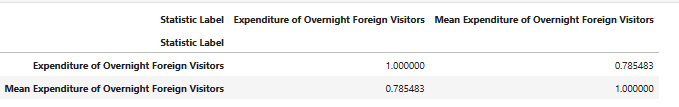 Statistic Label Expenditure of Overnight Foreign Visitors Mean Expenditure of Overnight Foreign Visitors
Statistic Label
Expenditure of Overnight Foreign Visitors 1.000000 0.785483
Mean Expenditure of Overnight Foreign Visitors 0.785483 1.000000